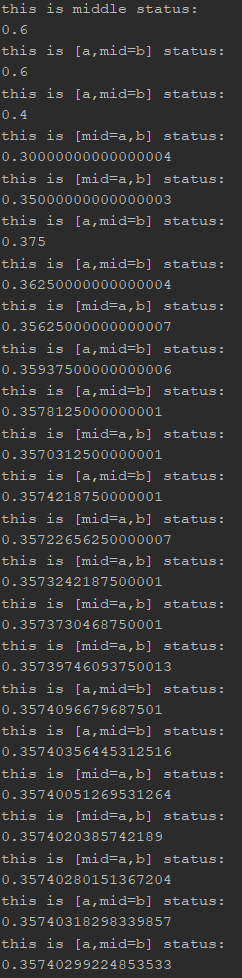 this is middle status:
0.6
this is [a,mid=b] status:
0.6
this is [a,mid=b] status:
0.4
this is [mid=a,b] status:
0.30000000000000004
this is [mid=a,b] status:
0.35000000000000003
this is [a,mid=b] status:
0.375
this is [a,mid=b] status:
0.36250000000000004
this is [mid=a,b] status:
0.35625000000000007
this is [a,mid=b] status:
0.35937500000000006
this is [a,mid=b] status:
0.3578125000000001
this is [mid=a,b] status:
0.3570312500000001
this is [a,mid=b] status:
0.3574218750000001
this is [mid=a,b] status:
0.35722656250000007
this is [mid=a,b] status:
0.3573242187500001
this is [mid=a,b] status:
0.3573730468750001
this is [mid=a,b] status:
0.35739746093750013
this is [a,mid=b] status:
0.3574096679687501
this is [a,mid=b] status:
0.35740356445312516
this is [mid=a,b] status:
0.35740051269531264
this is [mid=a,b] status:
0.3574020385742189
this is [mid=a,b] status:
0.35740280151367204
this is [a,mid=b] status:
0.35740318298339857
this is [mid=a,b] status:
0.35740299224853533